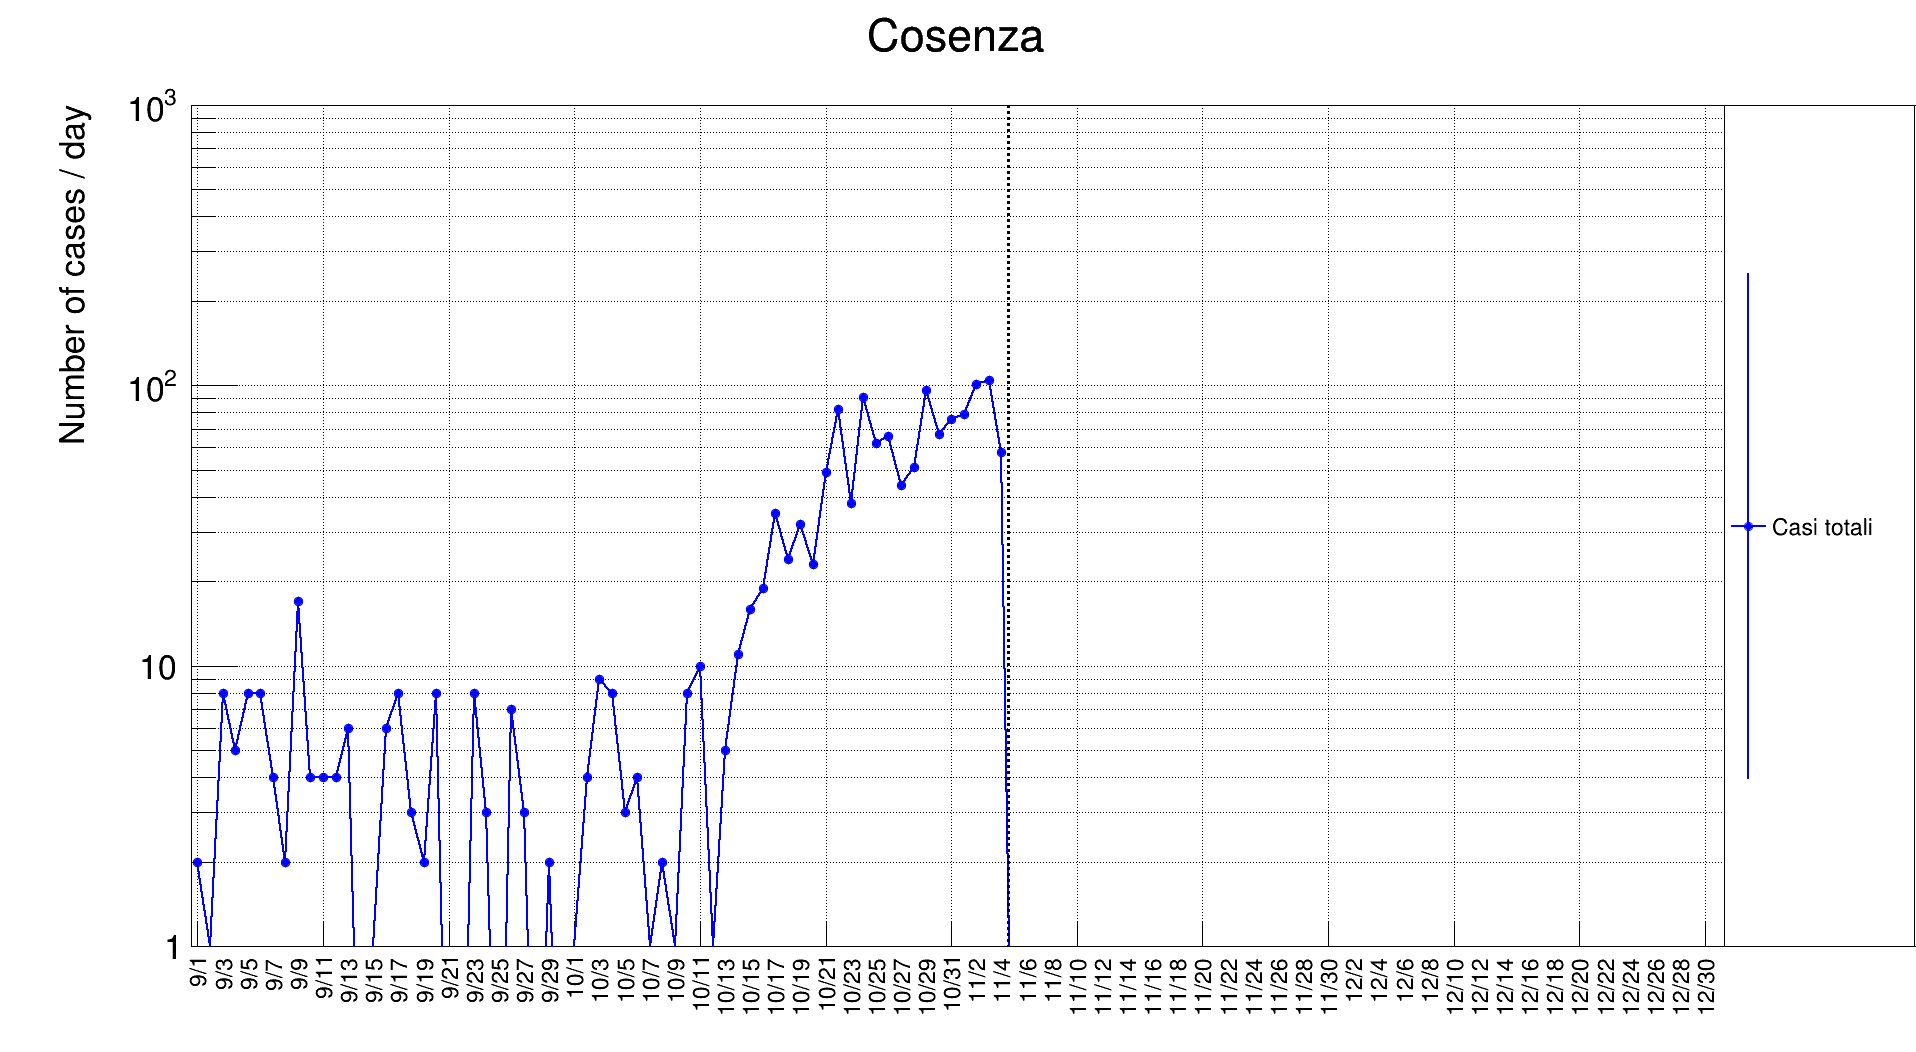 Cosenza
Number of cases / day
10³
10²
10
1
9/1 9/3 9/5 9/7 9/9 9/11 9/13 9/15 9/17 9/19 9/21 9/23 9/25 9/27 9/29 10/1 10/3 10/5 10/7 10/9 10/11 10/13 10/15 10/17 10/19 10/21 10/23 10/25 10/27 10/29 10/31 11/2 11/4 11/6 11/8 11/10 11/12 11/14 11/16 11/18 11/20 11/22 11/24 11/26 11/28 11/30 12/2 12/4 12/6 12/8 12/10 12/12 12/14 12/16 12/18 12/20 12/22 12/24 12/26 12/28 12/30
Casi totali